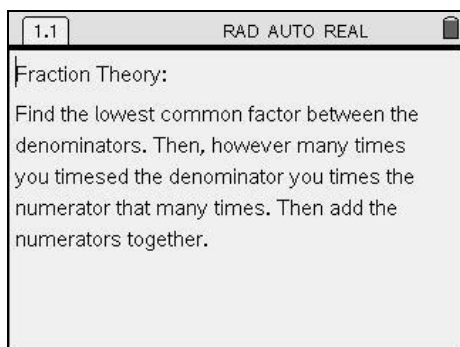 1.1 RAD AUTO REAL
Fraction Theory:
Find the lowest common factor between the
denominators. Then, however many times
you timesed the denominator you times the
numerator that many times. Then add the
numerators together.